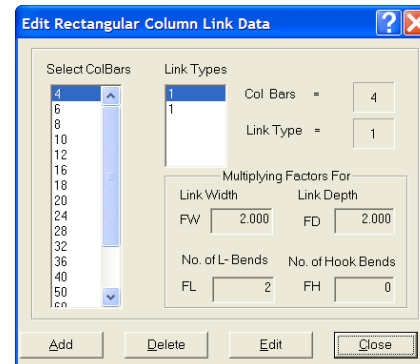 Edit Rectangular Column Link Data
Select ColBars
4
6
8
10
12
16
18
20
24
28
32
36
40
50
60
Link Types
1
1
Col Bars = 4
Link Type = 1
Multiplying Factors For
Link Width Link Depth
FW 2.000 FD 2.000
No. of L- Bends No. of Hook Bends
FL 2 FH 0
Add Delete Edit Close